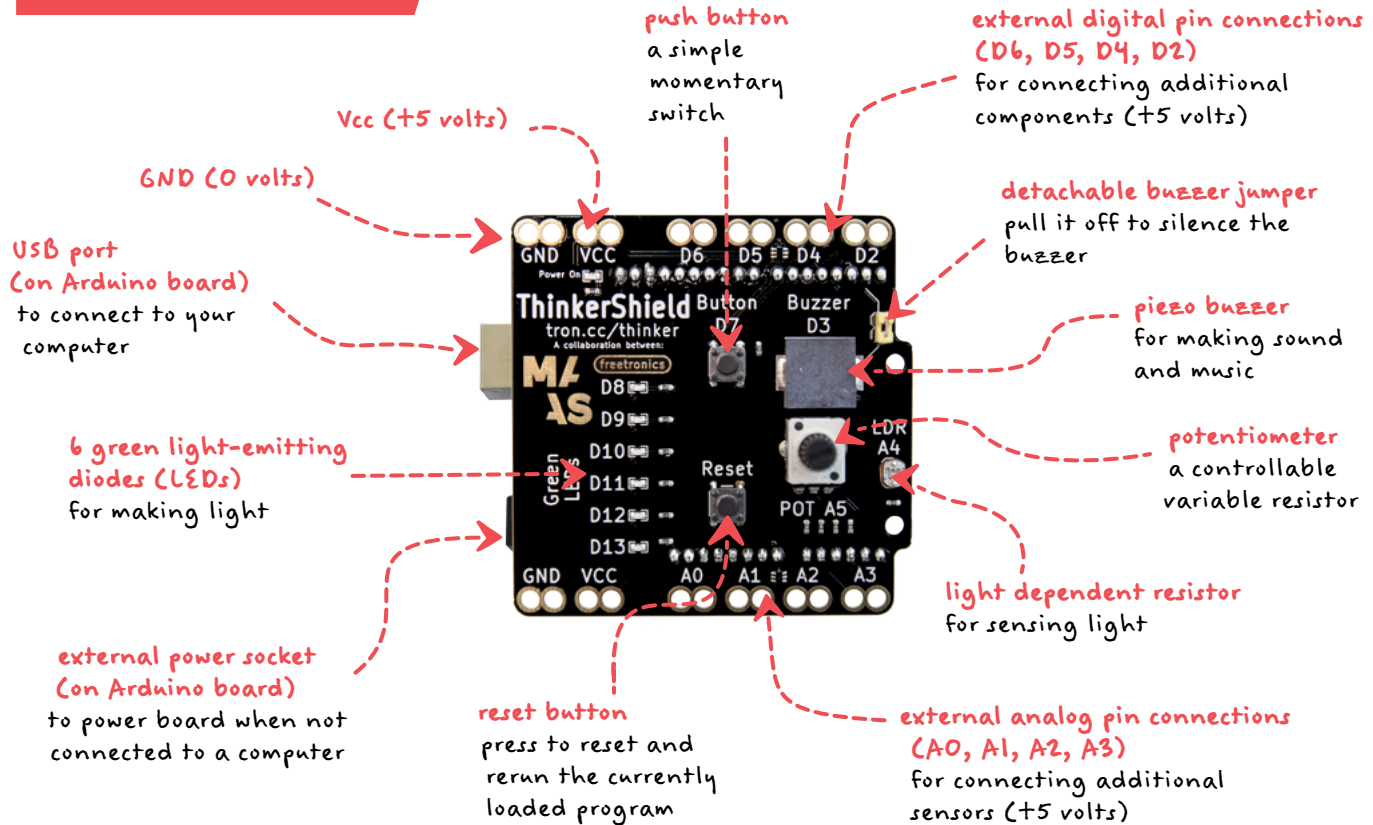 push button
a simple
momentary
switch
external digital pin connections
(D6, D5, D4, D2)
for connecting additional
components (+5 volts)
Vcc (+5 volts)
GND (0 volts)
detachable buzzer jumper
pull it off to silence the
buzzer
USB port
(on Arduino board)
to connect to your
computer
piezo buzzer
for making sound
and music
6 green light-emitting
diodes (LEDs)
for making light
potentiometer
a controllable
variable resistor
light dependent resistor
for sensing light
external power socket
(on Arduino board)
to power board when not
connected to a computer
reset button
press to reset and
rerun the currently
loaded program
external analog pin connections
(A0, A1, A2, A3)
for connecting additional
sensors (+5 volts)
GND VCC D6 D5 D4 D2
Power On
ThinkerShield
tron.cc/thinker
A collaboration between:
MAAS
freetronics
Button
D7
Buzzer
D3
D8
D9
D10
D11
D12
D13
Green
LEDs
Reset
LDR
A4
POT A5
GND VCC A0 A1 A2 A3